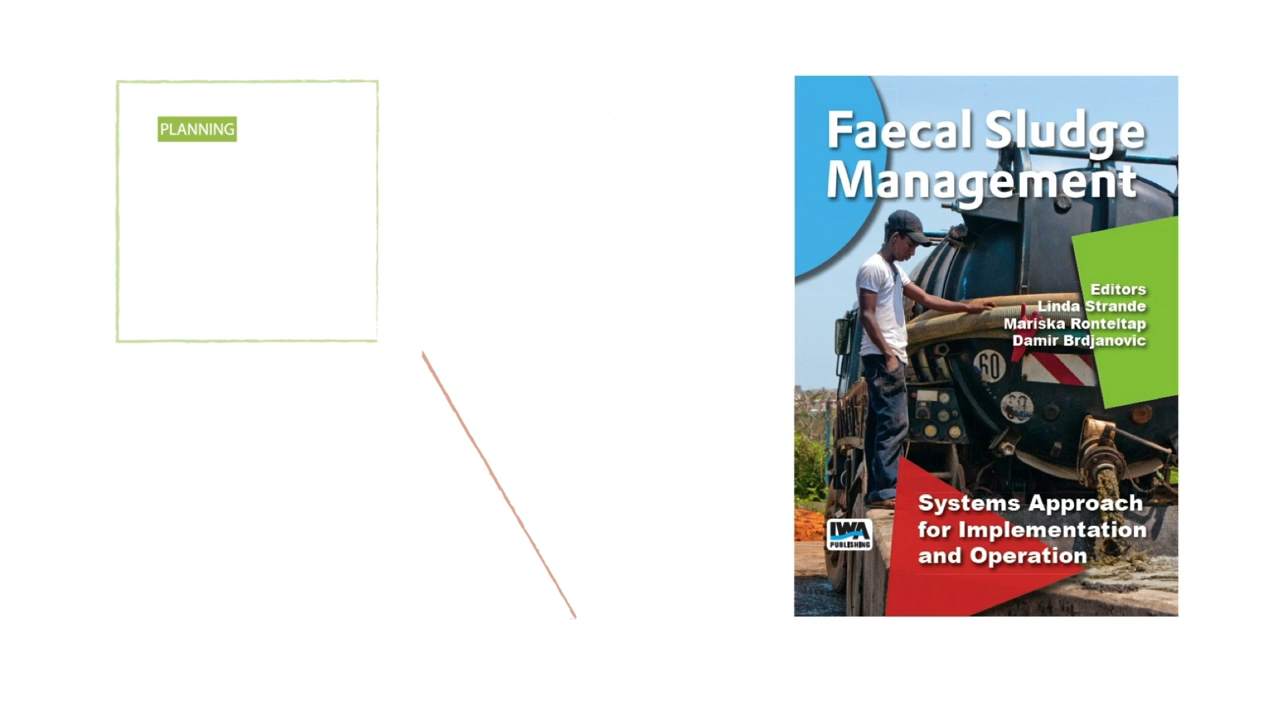 PLANNING
Faecal Sludge
Management
Editors
Linda Strande
Mariska Ronteltap
Damir Brdjanovic
60
Systems Approach
for Implementation
and Operation
IWA
PUBLISHING